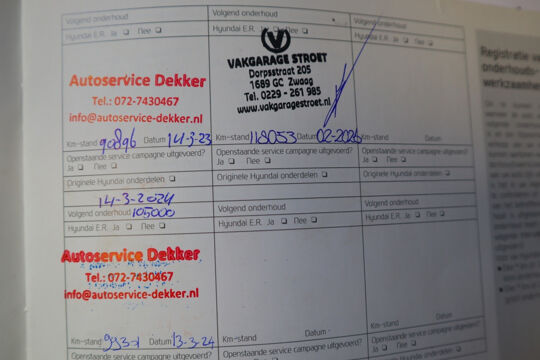 Volgend onderhoud
Hyundai E.R. Ja ☐ Nee ☐
Autoservice Dekker
Tel.: 072-7430467
info@autoservice-dekker.nl
Km-stand 90896 Datum 14-3-23
Openstaande service campagne uitgevoerd?
Ja ☐ Nee ☐
Originele Hyundai onderdelen ☐
14-3-2024
Volgend onderhoud 105000
Hyundai E.R. Ja ☐ Nee ☐
Autoservice Dekker
Tel.: 072-7430467
info@autoservice-dekker.nl
Km-stand Datum 13-3-24
Openstaande service campagne uitgevoerd?
Volgend onderhoud
Hyundai E.R. Ja Nee ☐
VAKGARAGE STROET
Dorpsstraat 205
1689 GC Zwaag
Tel. 0229 - 261 985
www.vakgaragestroet.nl
Km-stand 118053 Datum 02-2026
Openstaande service campagne uitgevoerd?
Ja ☐ Nee ☐
Originele Hyundai onderdelen ☐
Volgend onderhoud
Hyundai E.R. Ja ☐ Nee ☐
Km-stand Datum
Openstaande service campagne uitgevoerd?
Volgend onderhoud
Hyundai E.R. Ja ☐ Nee ☐
Km-stand Datum
Openstaande service campagne uitgevoerd?
Ja ☐ Nee ☐
Originele Hyundai onderdelen ☐
Volgend onderhoud
Hyundai E.R. Ja ☐ Nee ☐
Km-stand Datum
Openstaande service campagne uitgevoerd?
Registratie
onderhouds-